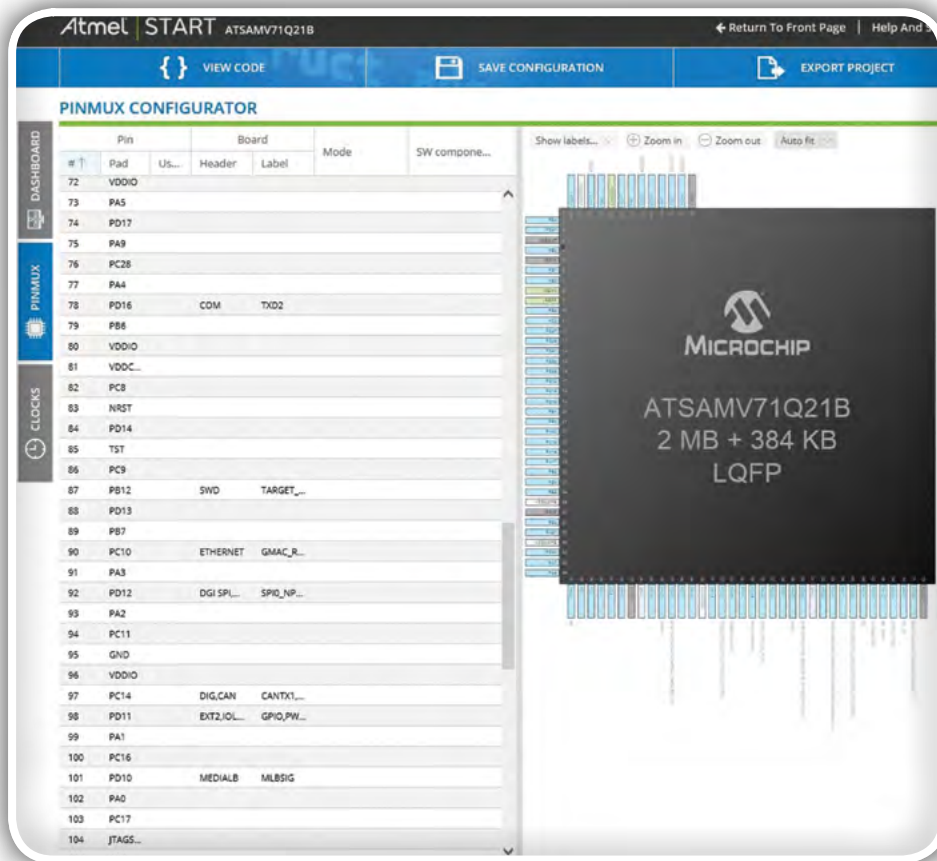 Atmel START ATSAMV71Q21B
Return To Front Page | Help And S
{ } VIEW CODE
SAVE CONFIGURATION
EXPORT PROJECT
PINMUX CONFIGURATOR
DASHBOARD
PINMUX
CLOCKS
Pin Board Mode SW compone...
# Pad Us... Header Label
72 VDDIO
73 PA5
74 PD17
75 PA9
76 PC28
77 PA4
78 PD16 COM TXD2
79 PB6
80 VDDIO
81 VDDC...
82 PC8
83 NRST
84 PD14
85 TST
86 PC9
87 PB12 SWD TARGET_...
88 PD13
89 PB7
90 PC10 ETHERNET GMAC_R...
91 PA3
92 PD12 DGI SPI,... SPI0_NP...
93 PA2
94 PC11
95 GND
96 VDDIO
97 PC14 DIG,CAN CANTX1,...
98 PD11 EXT2,IOL... GPIO,PW...
99 PA1
100 PC16
101 PD10 MEDIALB MLBSIG
102 PA0
103 PC17
104 JTAGS...
Show labels... Zoom in Zoom out Auto fit
MICROCHIP
ATSAMV71Q21B
2 MB + 384 KB
LQFP